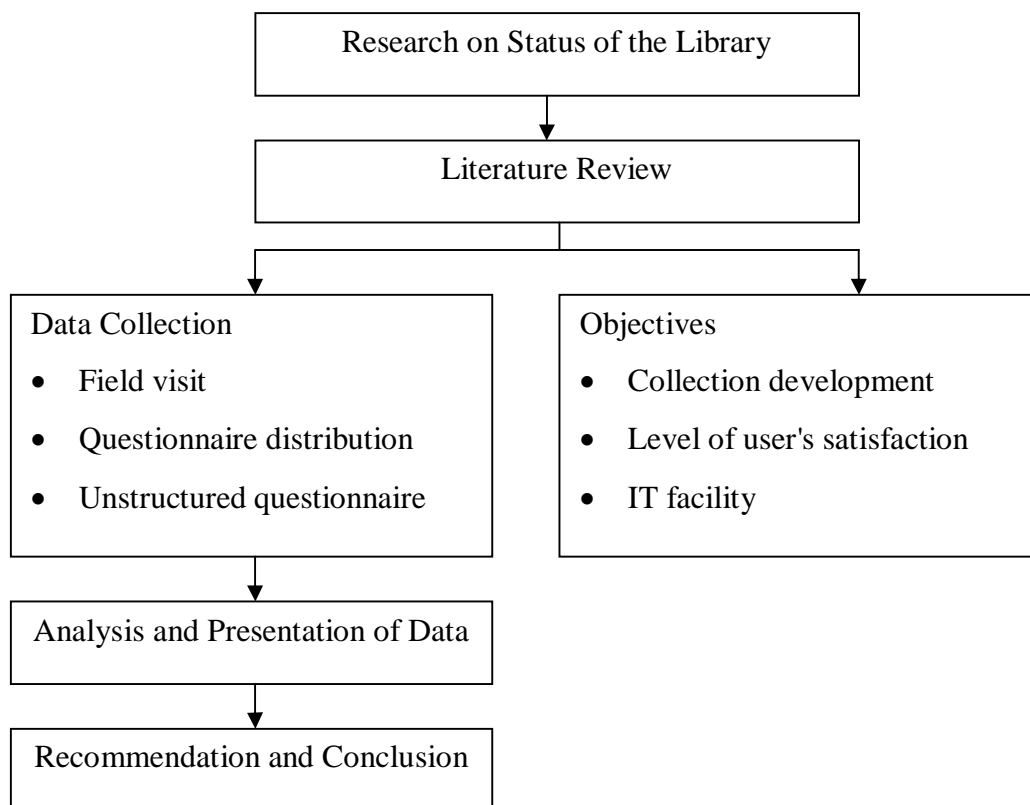 Research on Status of the Library
Literature Review
Data Collection
• Field visit
• Questionnaire distribution
• Unstructured questionnaire
Objectives
• Collection development
• Level of user's satisfaction
• IT facility
Analysis and Presentation of Data
Recommendation and Conclusion